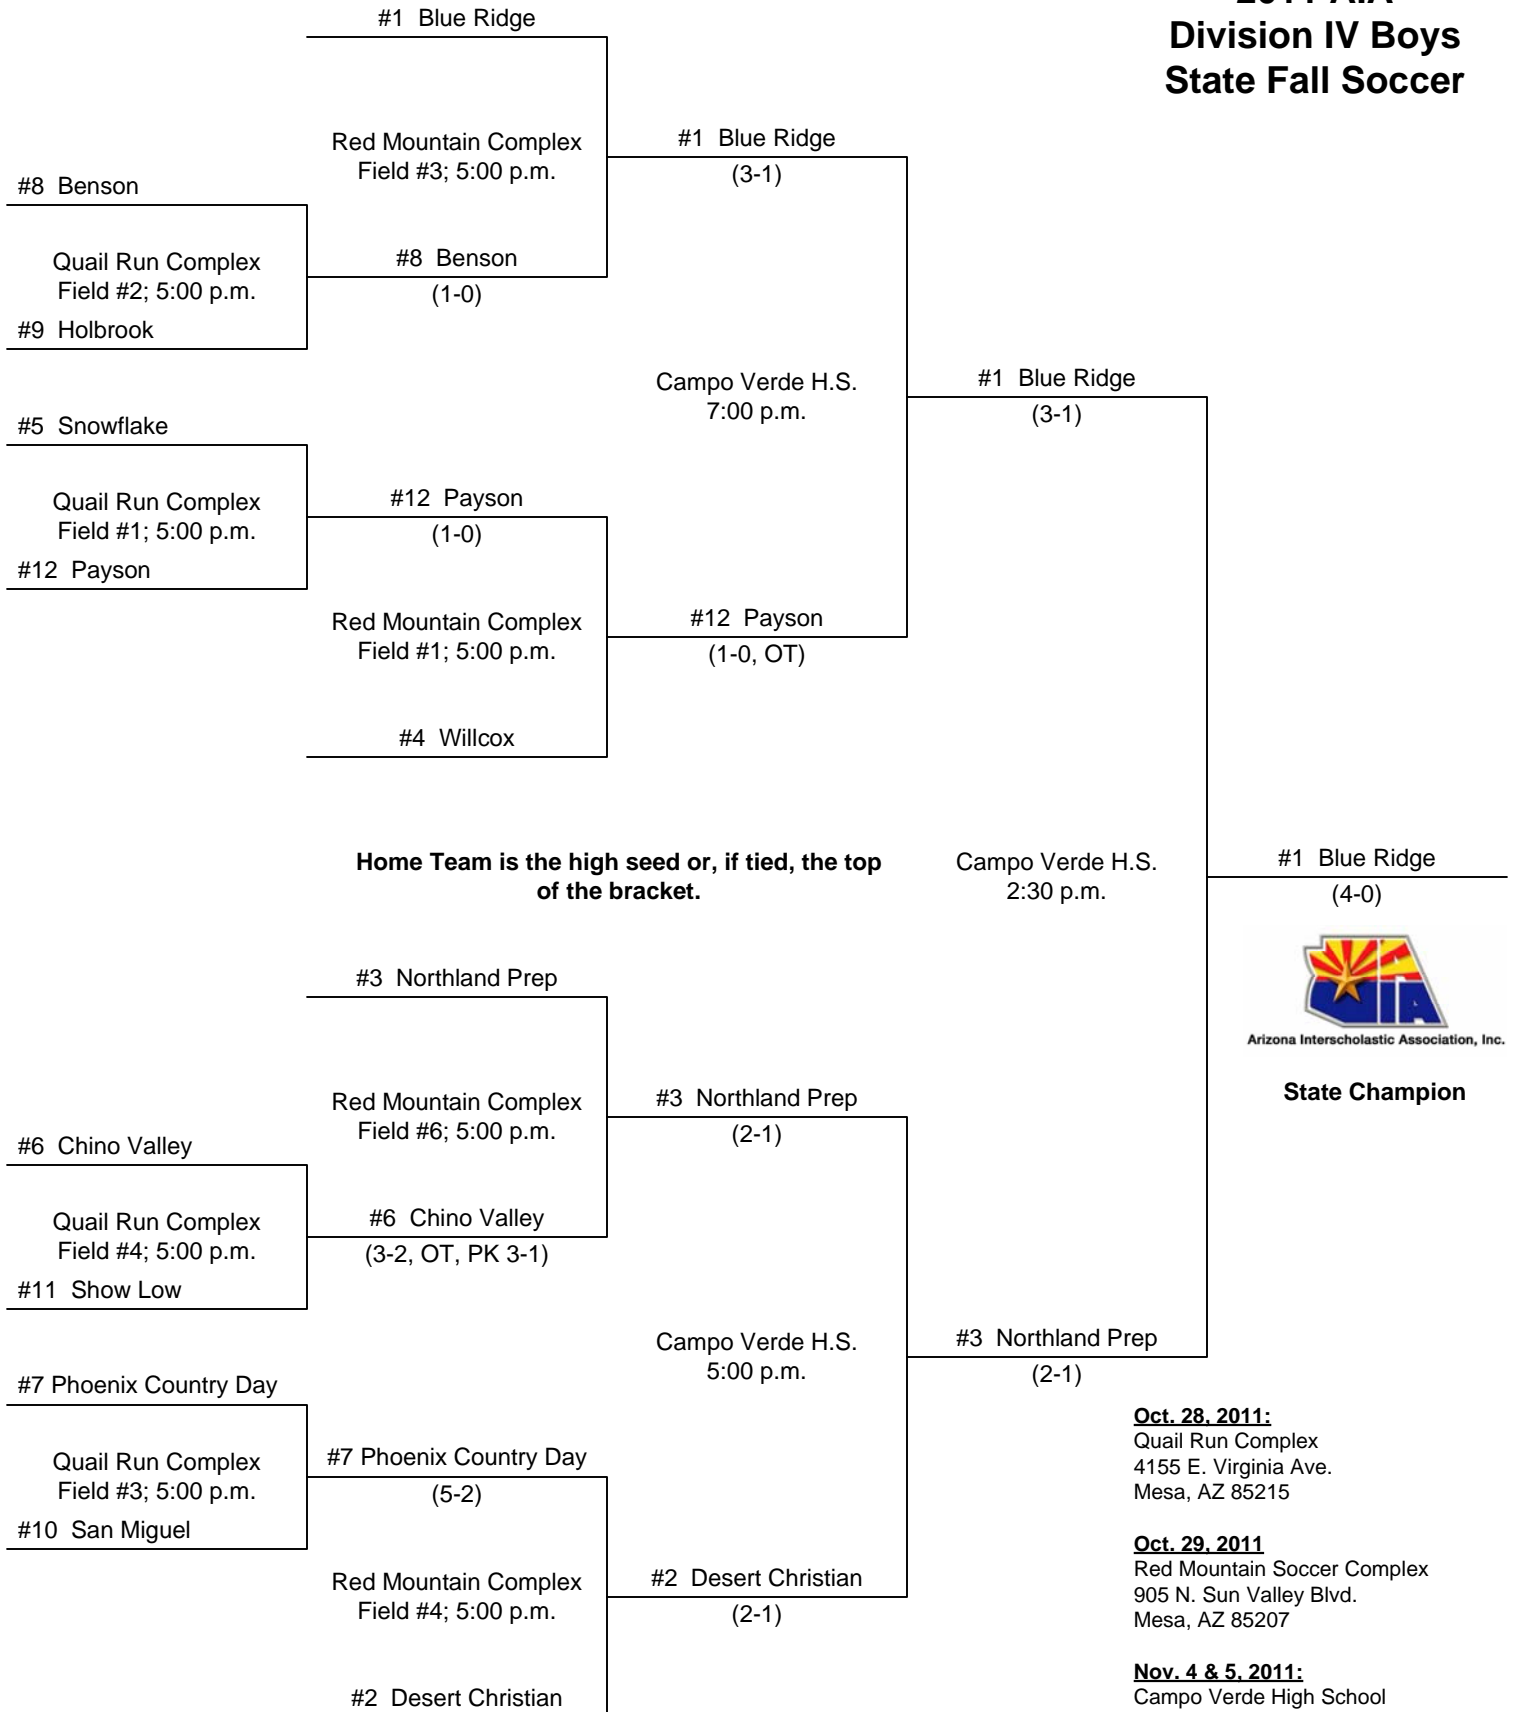 2011 AIA
Division IV Boys
State Fall Soccer
#1 Blue Ridge
Red Mountain Complex
Field #3; 5:00 p.m.
#1 Blue Ridge
(3-1)
#8 Benson
Quail Run Complex
Field #2; 5:00 p.m.
#8 Benson
(1-0)
#9 Holbrook
Campo Verde H.S.
7:00 p.m.
#1 Blue Ridge
(3-1)
#5 Snowflake
Quail Run Complex
Field #1; 5:00 p.m.
#12 Payson
(1-0)
#12 Payson
Red Mountain Complex
Field #1; 5:00 p.m.
#12 Payson
(1-0, OT)
#4 Willcox
Home Team is the high seed or, if tied, the top
of the bracket.
Campo Verde H.S.
2:30 p.m.
#1 Blue Ridge
(4-0)
AIA
Arizona Interscholastic Association, Inc.
State Champion
#3 Northland Prep
Red Mountain Complex
Field #6; 5:00 p.m.
#3 Northland Prep
(2-1)
#6 Chino Valley
Quail Run Complex
Field #4; 5:00 p.m.
#6 Chino Valley
(3-2, OT, PK 3-1)
#11 Show Low
Campo Verde H.S.
5:00 p.m.
#3 Northland Prep
(2-1)
#7 Phoenix Country Day
Quail Run Complex
Field #3; 5:00 p.m.
#7 Phoenix Country Day
(5-2)
#10 San Miguel
Red Mountain Complex
Field #4; 5:00 p.m.
#2 Desert Christian
(2-1)
#2 Desert Christian
Oct. 28, 2011:
Quail Run Complex
4155 E. Virginia Ave.
Mesa, AZ 85215
Oct. 29, 2011
Red Mountain Soccer Complex
905 N. Sun Valley Blvd.
Mesa, AZ 85207
Nov. 4 & 5, 2011:
Campo Verde High School